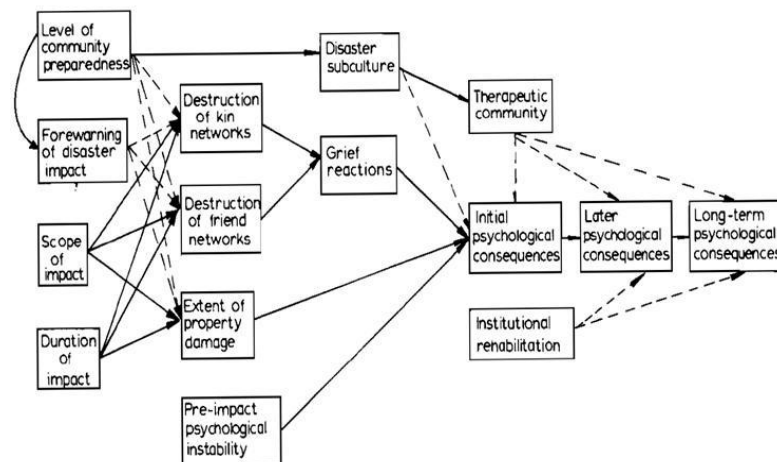 Level of
community
preparedness
Disaster
subculture
Therapeutic
community
Destruction
of kin
networks
Forewarning
of disaster
impact
Grief
reactions
Destruction
of friend
networks
Scope
of
impact
Initial
psychological
consequences
Later
psychological
consequences
Long-term
psychological
consequences
Extent of
property
damage
Duration
of
impact
Institutional
rehabilitation
Pre-impact
psychological
instability